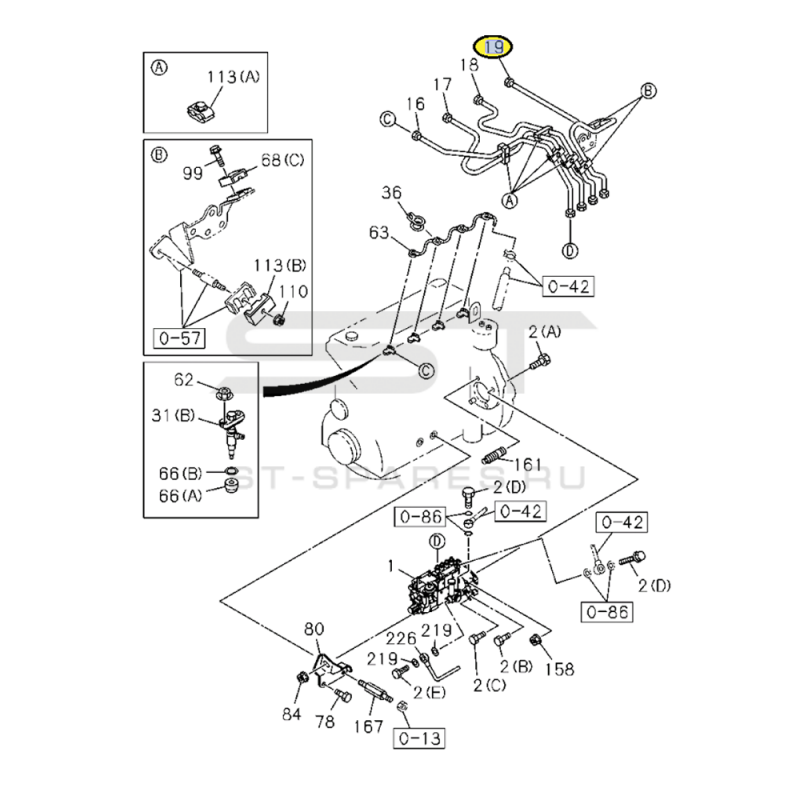 A
113(A)
B
99
68(C)
113(B)
110
0-57
62
31(B)
66(B)
66(A)
19
18
17
16
C
B
A
D
36
63
0-42
2(A)
C
ST
161
ST-SPARES.RU
2(D)
0-86
0-42
D
1
0-42
2(D)
0-86
80
226
219
219
2(E)
2(C)
2(B)
158
84
78
167
0-13